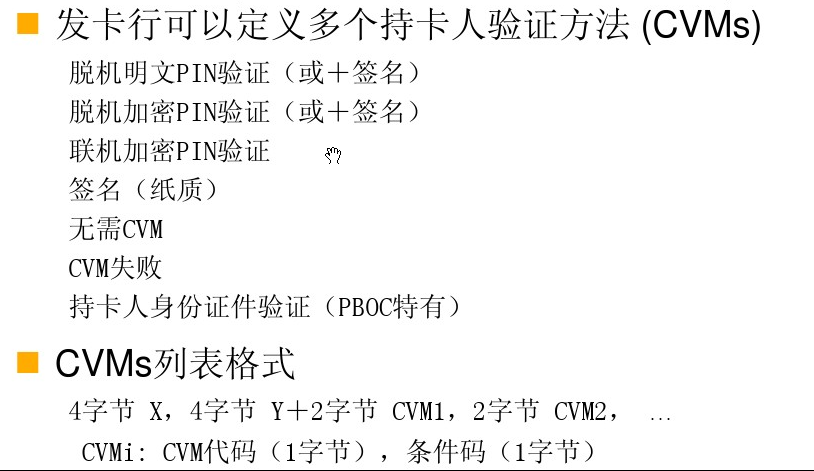 发卡行可以定义多个持卡人验证方法 (CVMs)
脱机明文PIN验证（或＋签名）
脱机加密PIN验证（或＋签名）
联机加密PIN验证
签名（纸质）
无需CVM
CVM失败
持卡人身份证件验证（PBOC特有）
CVMs列表格式
4字节 X，4字节 Y＋2字节 CVM1，2字节 CVM2， …
CVMi: CVM代码（1字节），条件码（1字节）